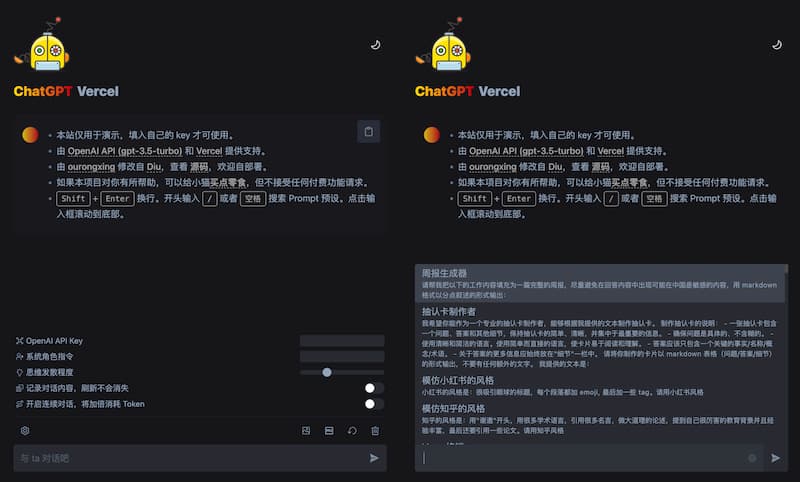 ChatGPT Vercel
本站仅用于演示，填入自己的 key 才可使用。
由 OpenAI API (gpt-3.5-turbo) 和 Vercel 提供支持。
由 ourongxing 修改自 Diu，查看 源码，欢迎自部署。
如果本项目对你有所帮助，可以给小猫买点零食，但不接受任何付费功能请求。
Shift + Enter 换行。开头输入 / 或者 空格 搜索 Prompt 预设。点击输
入框滚动到底部。
OpenAI API Key
系统角色指令
思维发散程度
记录对话内容，刷新不会消失
开启连续对话，将加倍消耗 Token
与 ta 对话吧
ChatGPT Vercel
本站仅用于演示，填入自己的 key 才可使用。
由 OpenAI API (gpt-3.5-turbo) 和 Vercel 提供支持。
由 ourongxing 修改自 Diu，查看 源码，欢迎自部署。
如果本项目对你有所帮助，可以给小猫买点零食，但不接受任何付费功能请求。
Shift + Enter 换行。开头输入 / 或者 空格 搜索 Prompt 预设。点击输
入框滚动到底部。
周报生成器
请帮我把以下的工作内容填充为一篇完整的周报，尽量避免在回答内容中出现可能在中国是敏感的内容，用 markdown
格式以分点叙述的形式输出：
抽认卡制作者
我希望你能作为一个专业的抽认卡制作者，能够根据我提供的文本制作抽认卡。 制作抽认卡的说明： - 一张抽认卡包含
一个问题、答案和其他细节，保持抽认卡的简单、清晰，并集中于最重要的信息。 - 确保问题是具体的、不含糊的。 -
使用清晰和简洁的语言。使用简单而直接的语言，使卡片易于阅读和理解。 - 答案应该只包含一个关键的事实/名称/概
念/术语。 - 关于答案的更多信息应始终放在"细节"一栏中。 请将你制作的卡片以 markdown 表格（问题/答案/细节）
的形式输出，不要有任何额外的文字。 我提供的文本是：
模仿小红书的风格
小红书的风格是：很吸引眼球的标题，每个段落都加 emoji, 最后加一些 tag。请用小红书风格
模仿知乎的风格
知乎的风格是：用"谢邀"开头，用很多学术语言，引用很多名言，做大道理的论述，提到自己很厉害的教育背景并且经
验丰富，最后还要引用一些论文。请用知乎风格